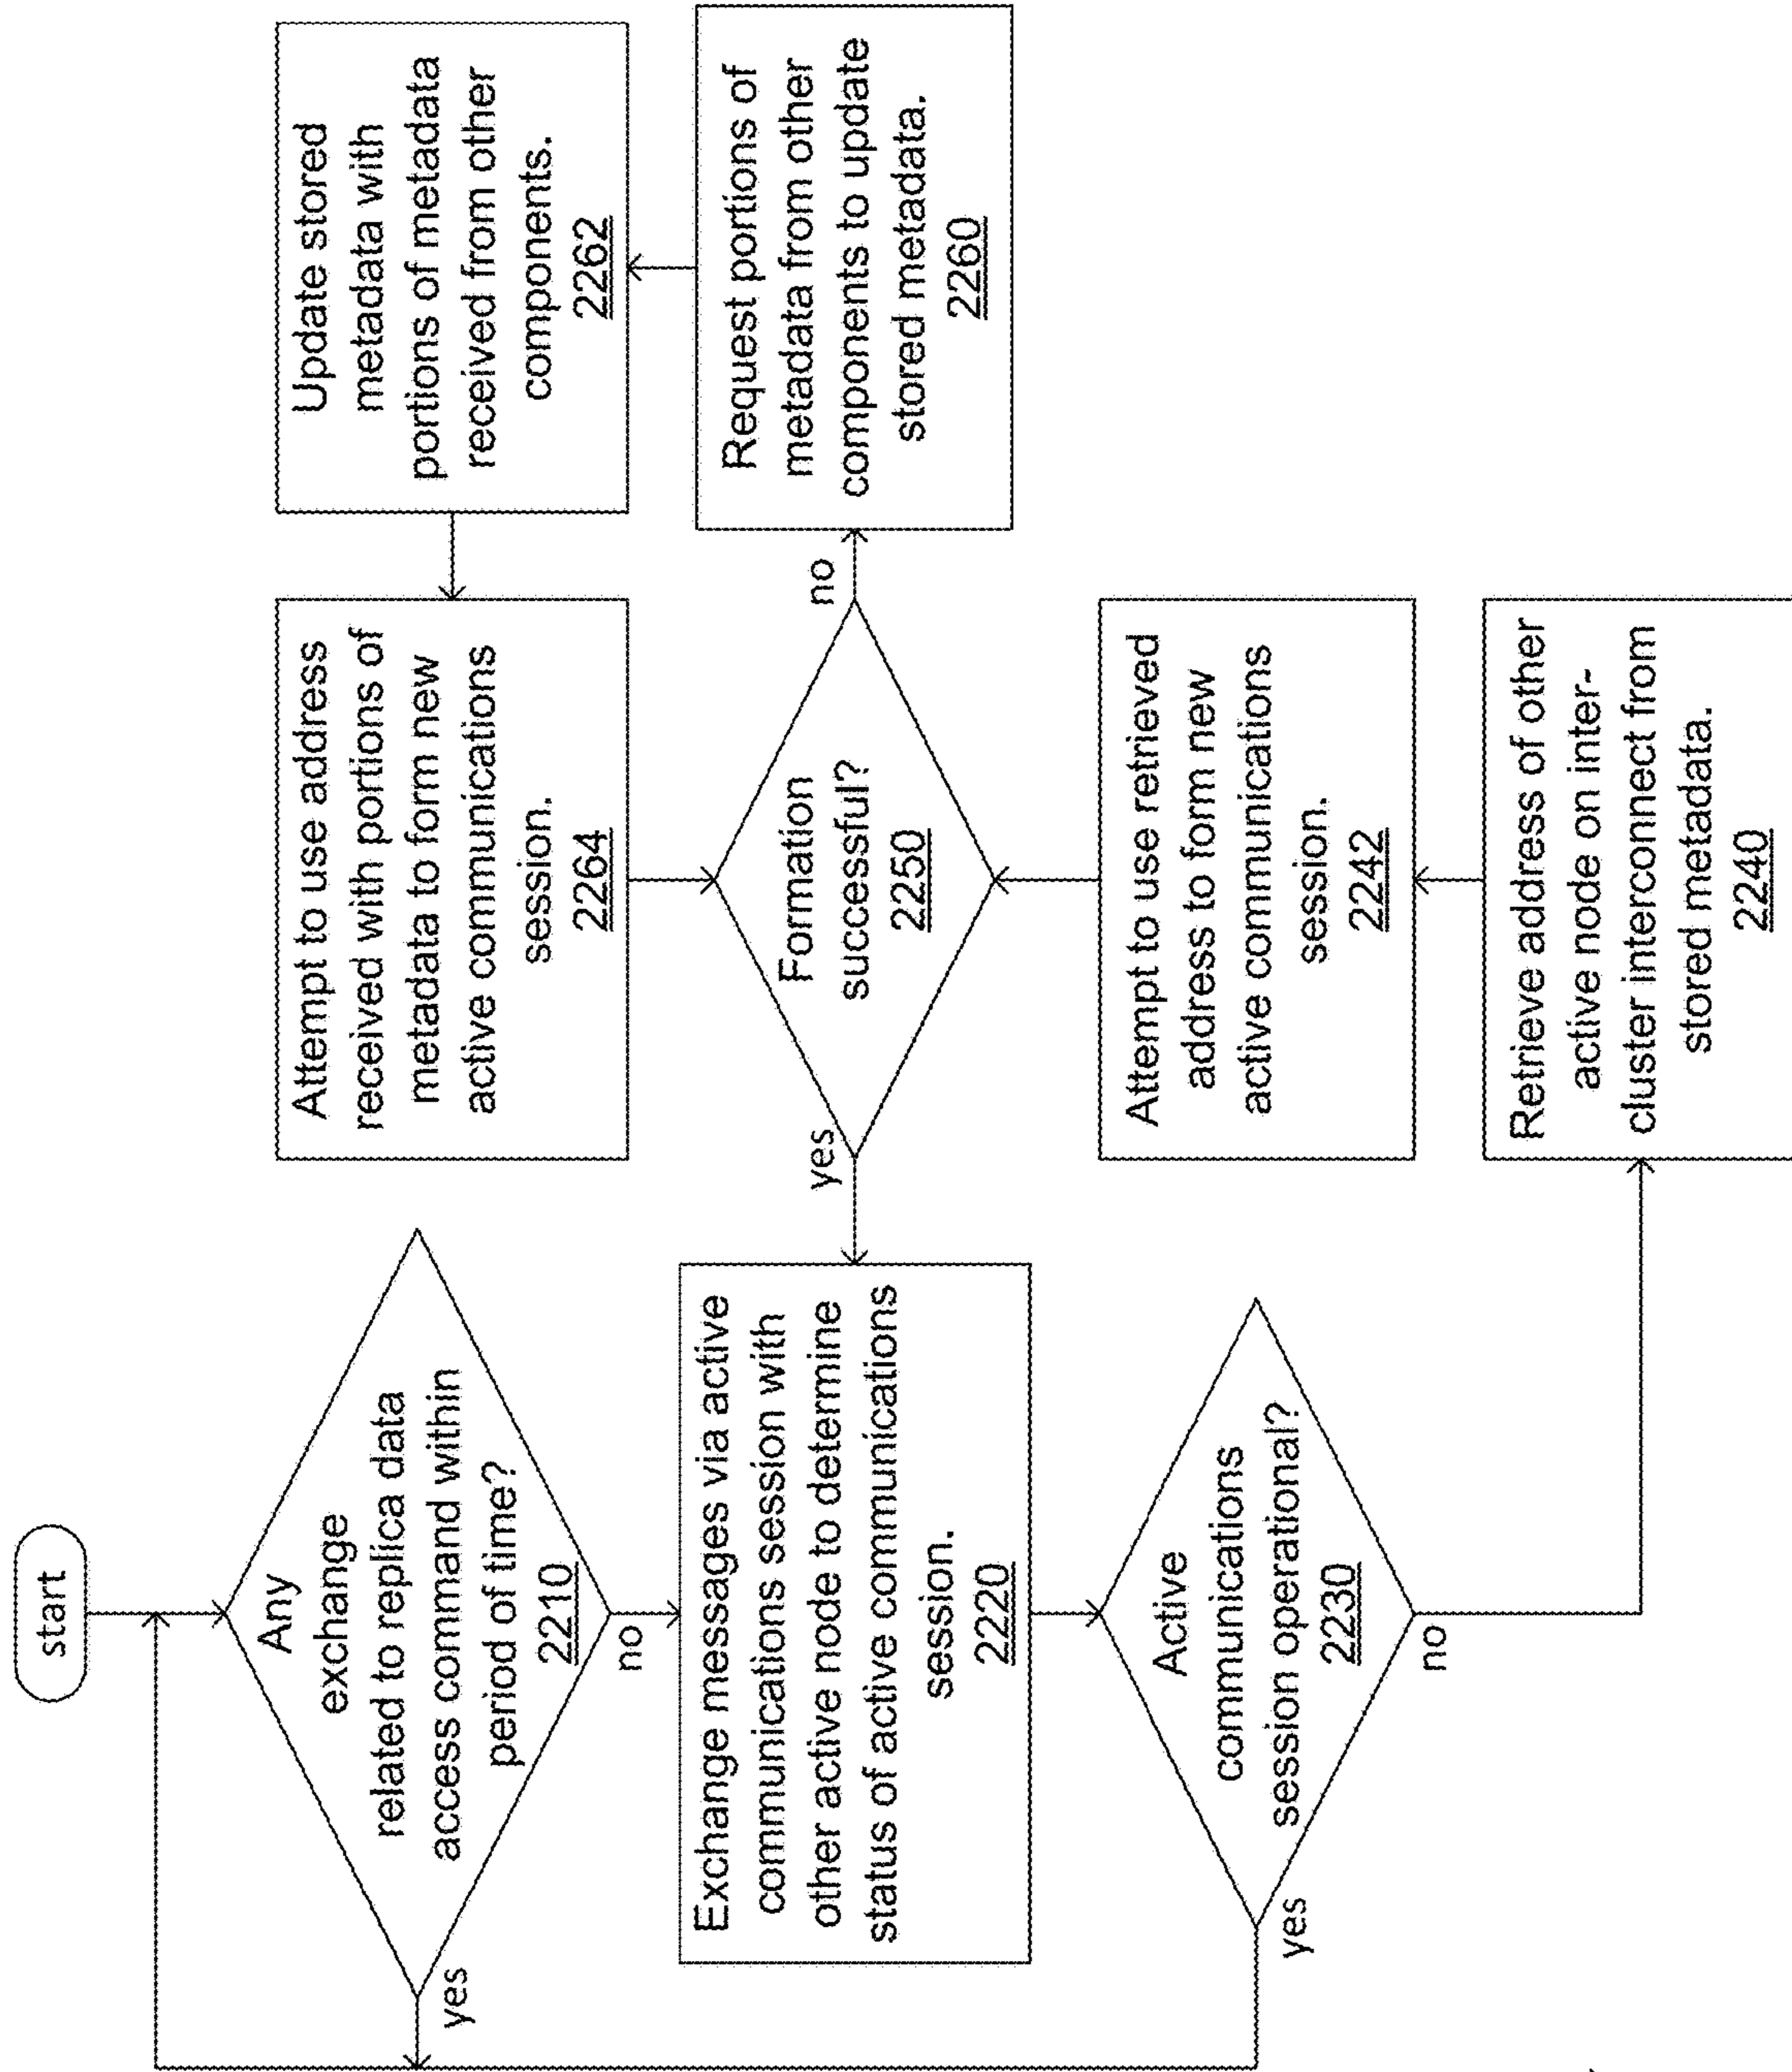 start
Any
exchange
related to replica data
access command within
period of time?
2210
yes
no
Exchange messages via active
communications session with
other active node to determine
status of active communications
session.
2220
Active
communications
session operational?
2230
yes
no
Retrieve address of other
active node on inter-
cluster interconnect from
stored metadata.
2240
Attempt to use retrieved
address to form new
active communications
session.
2242
Formation
successful?
2250
yes
no
Request portions of
metadata from other
components to update
stored metadata.
2260
Update stored
metadata with
portions of metadata
received from other
components.
2262
Attempt to use address
received with portions of
metadata to form new
active communications
session.
2264